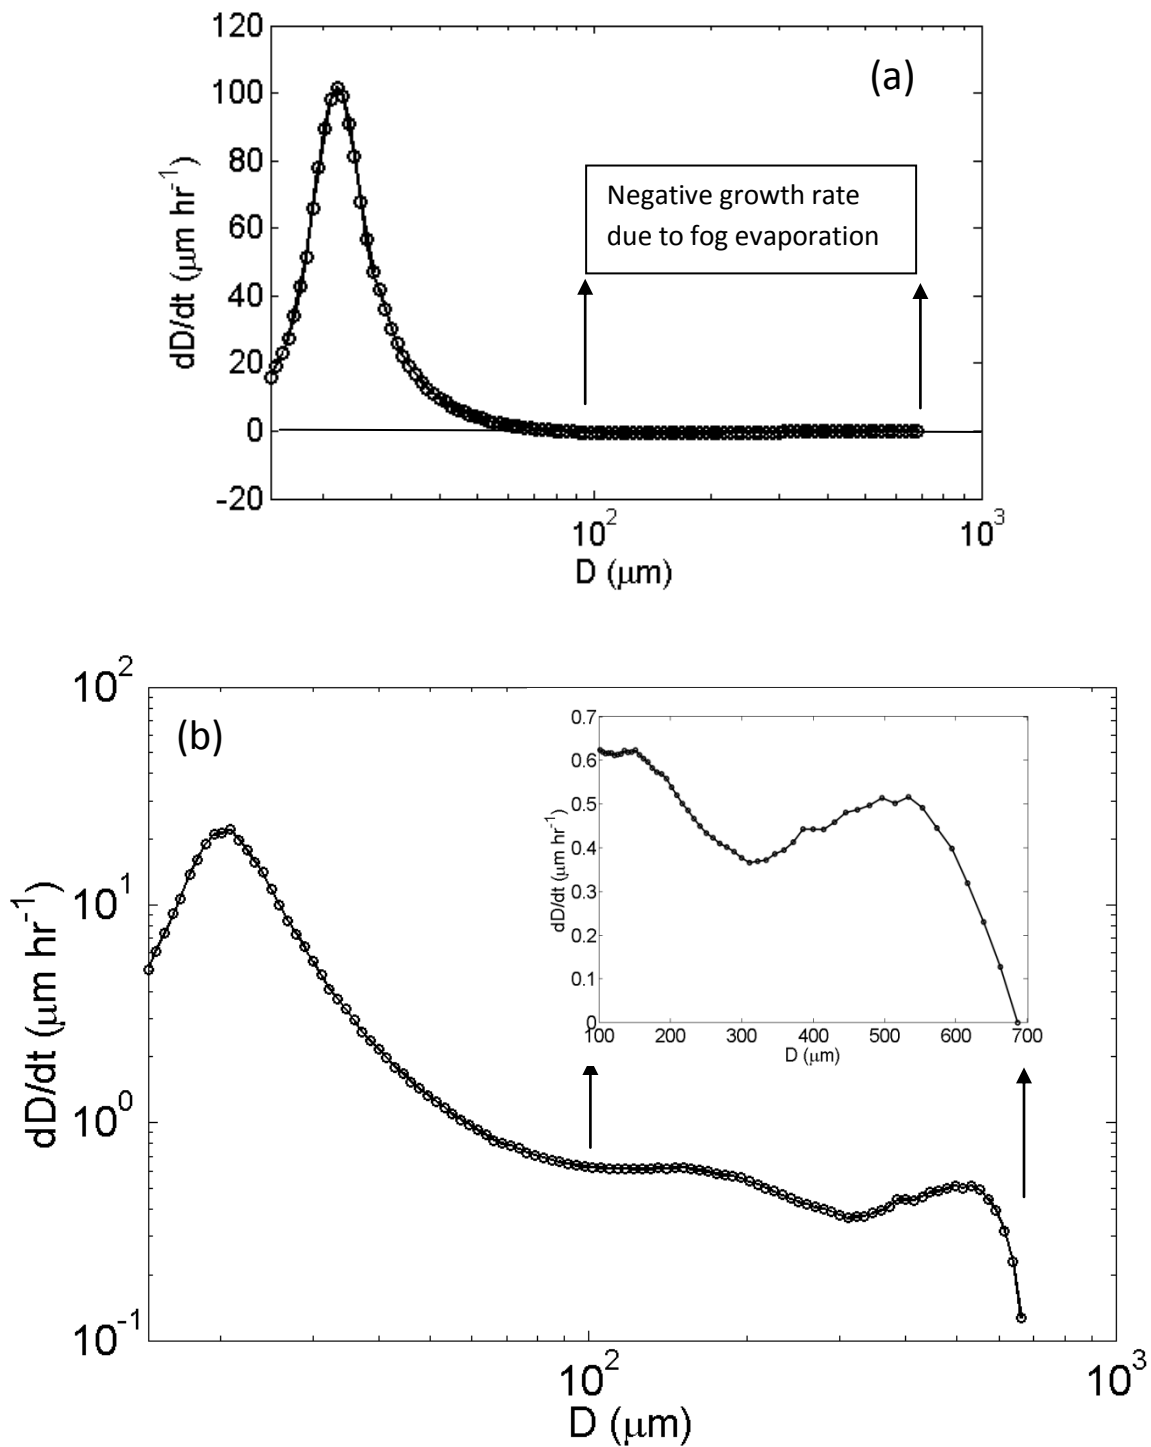 120
(a)
100
80
60
40
20
0
-20
dD/dt (μm hr⁻¹)
Negative growth rate
due to fog evaporation
10² 10³
D (μm)
(b)
10²
10¹
10⁰
10⁻¹
dD/dt (μm hr⁻¹)
0.7
0.6
0.5
0.4
0.3
0.2
0.1
0
dD/dt (μm hr⁻¹)
100 200 300 400 500 600 700
D (μm)
10² 10³
D (μm)